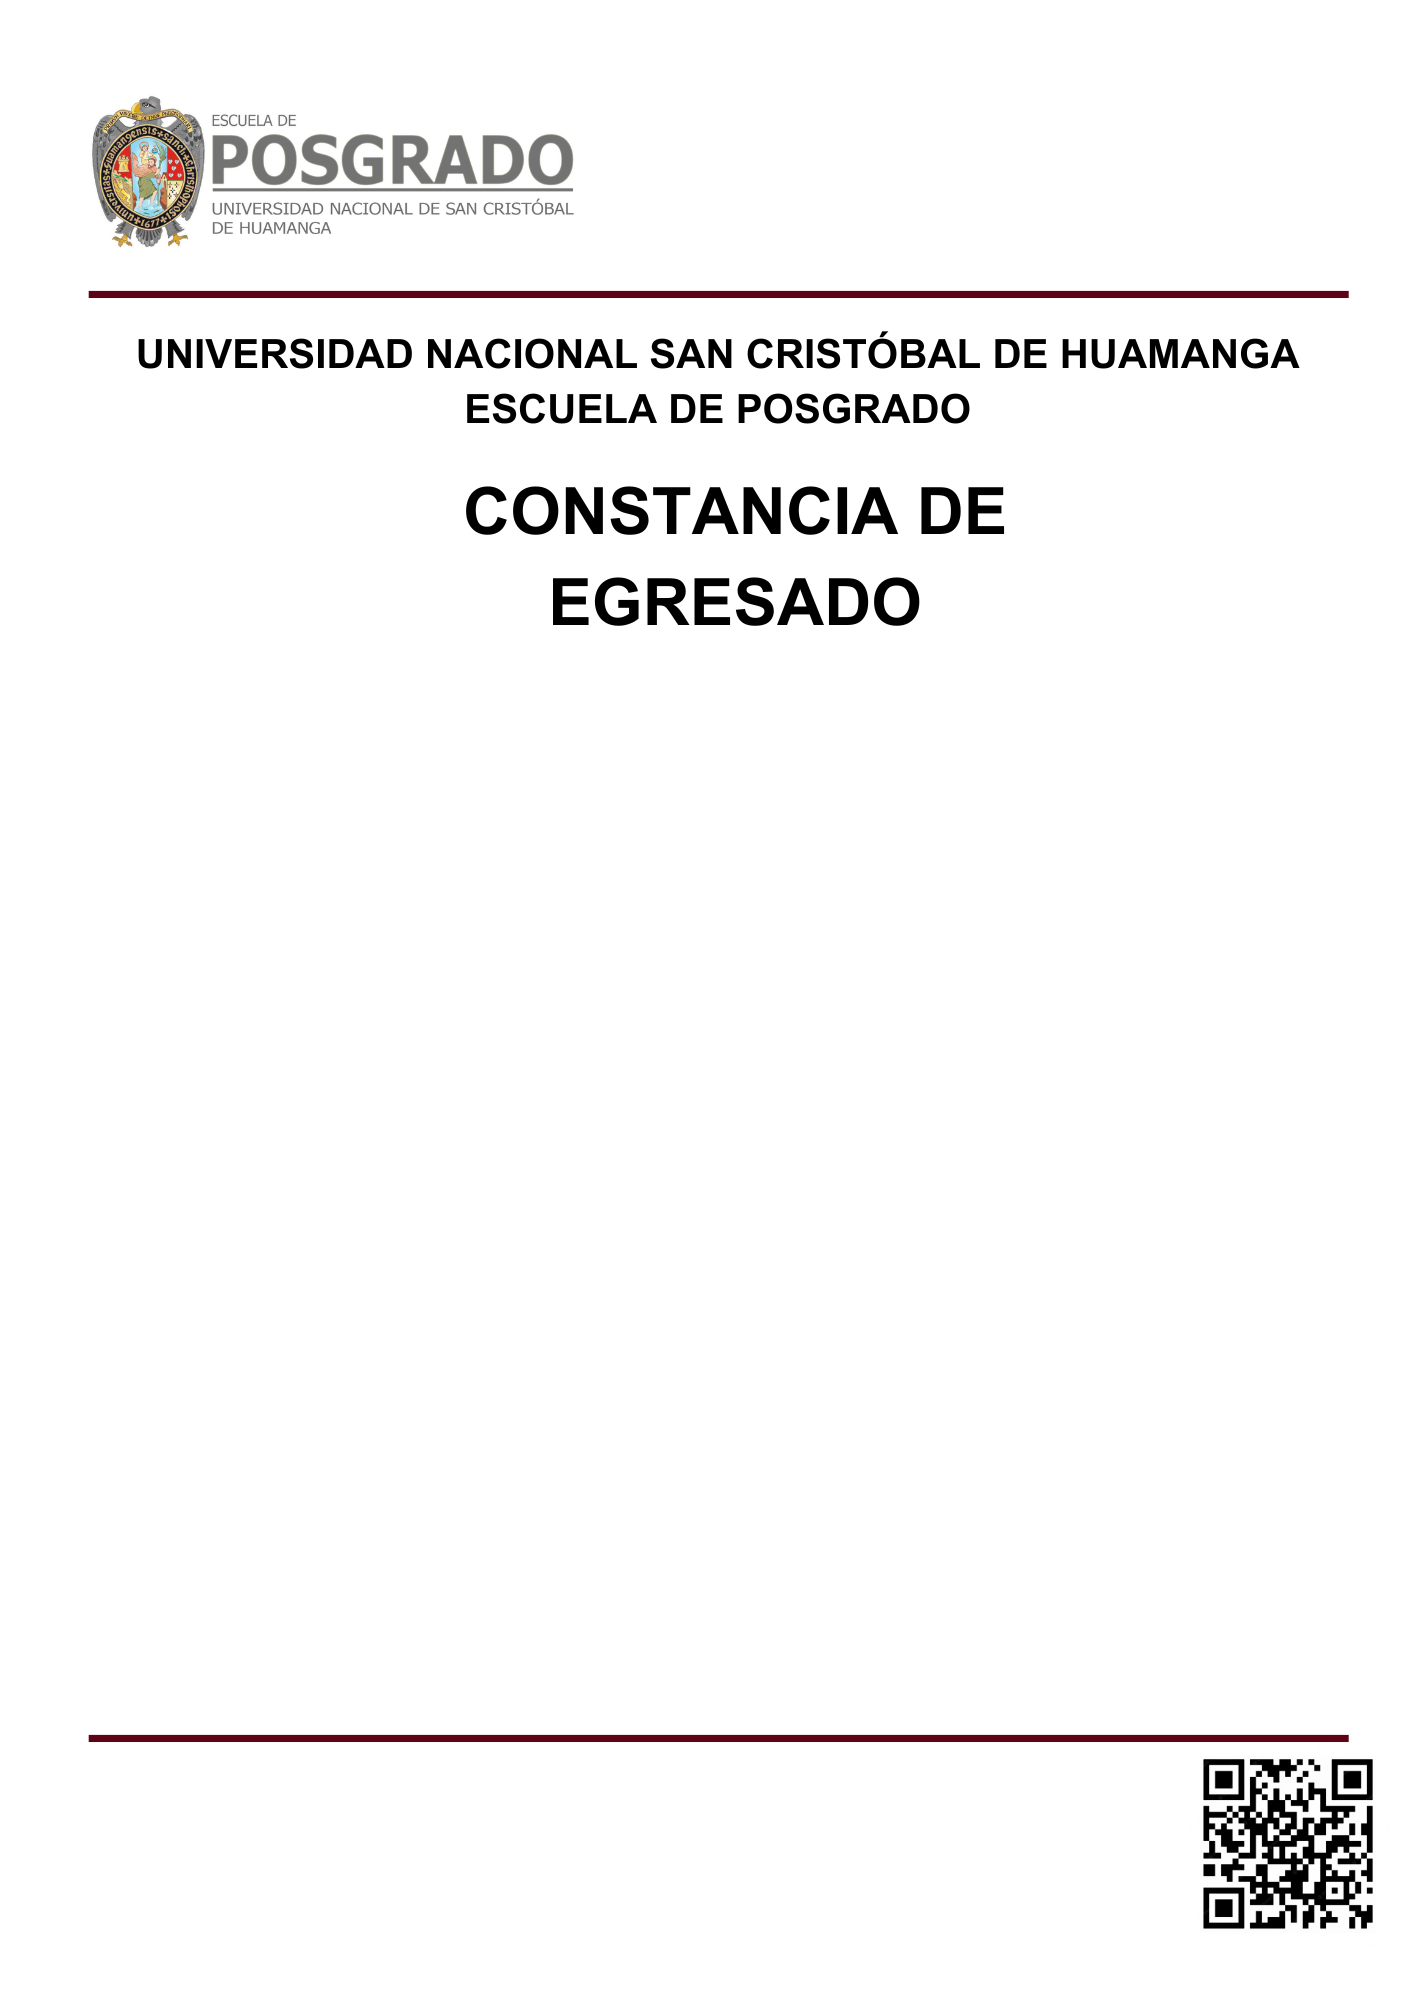 ESCUELA DE
POSGRADO
UNIVERSIDAD NACIONAL DE SAN CRISTÓBAL
DE HUAMANGA
UNIVERSIDAD NACIONAL SAN CRISTÓBAL DE HUAMANGA
ESCUELA DE POSGRADO
CONSTANCIA DE
EGRESADO